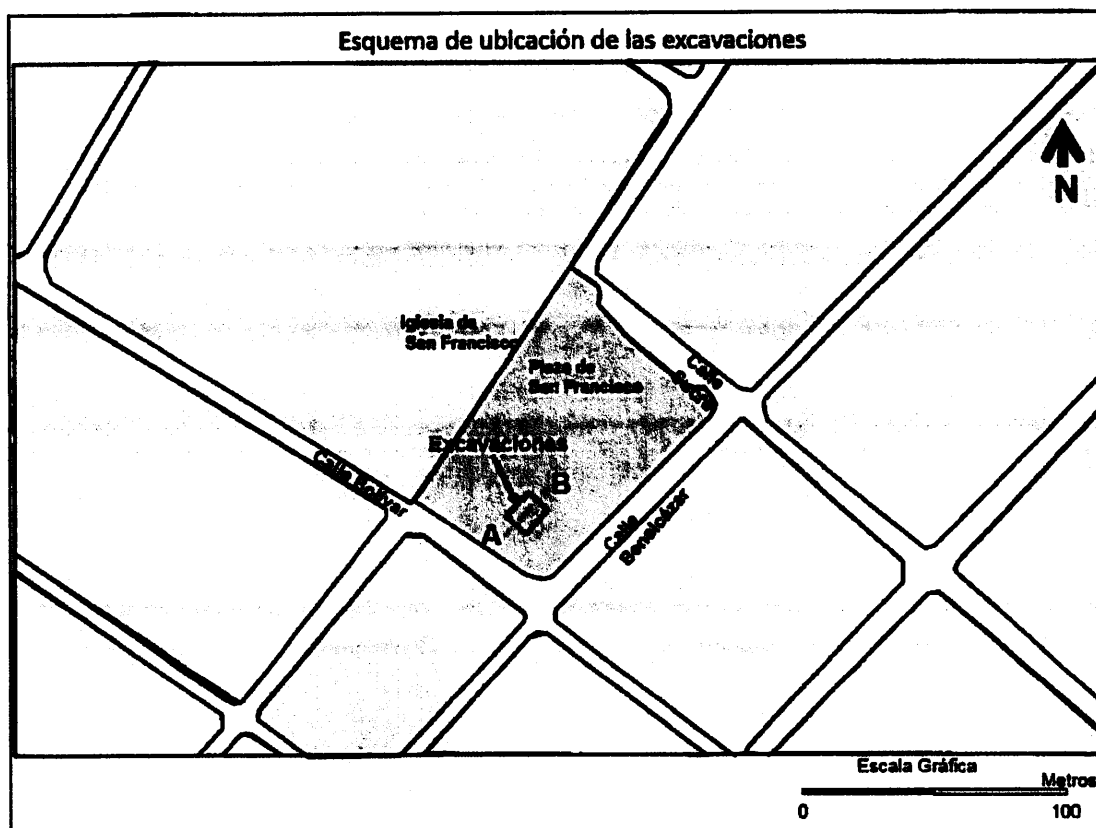 Esquema de ubicación de las excavaciones
N
Iglesia de
San Francisco
Plaza de
San Francisco
Calle
Sucre
Excavaciones
B
A
Calle Bolívar
Calle
Benalcázar
Escala Gráfica
Metros
0 100